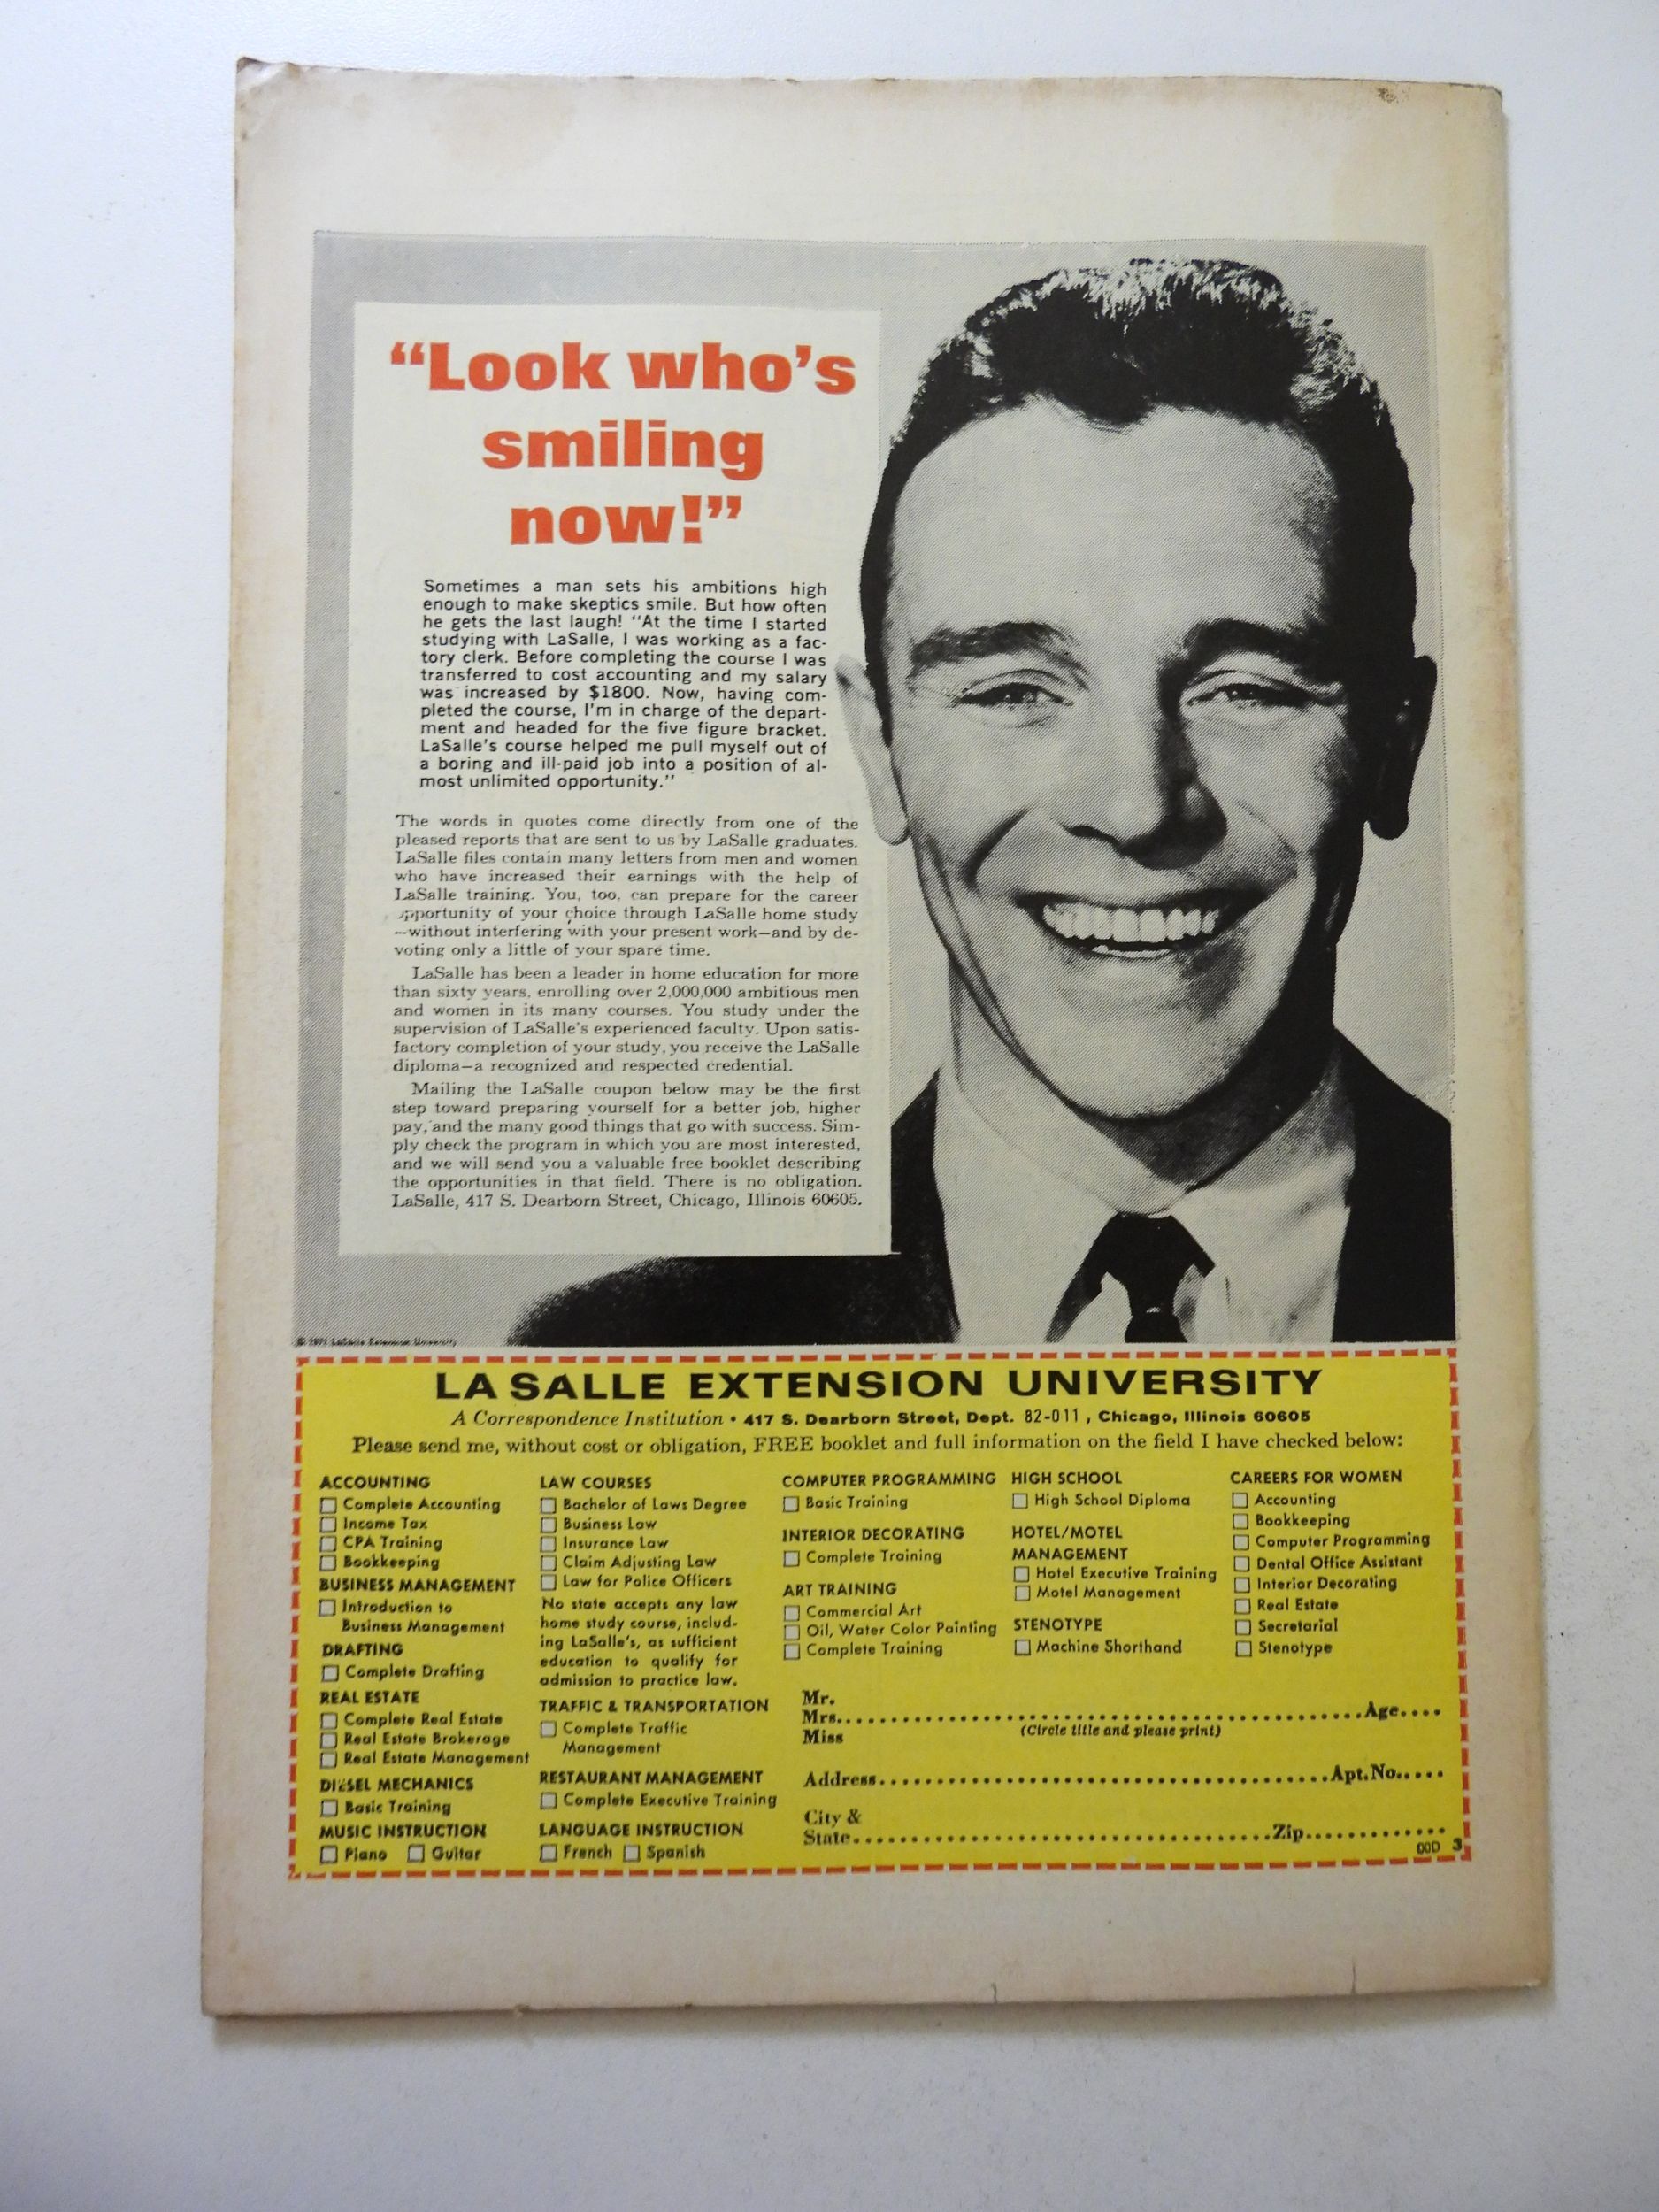 “Look who’s
smiling
now!”
Sometimes a man sets his ambitions high
enough to make skeptics smile. But how often
he gets the last laugh! “At the time I started
studying with LaSalle, I was working as a fac-
tory clerk. Before completing the course I was
transferred to cost accounting and my salary
was increased by $1800. Now, having com-
pleted the course, I’m in charge of the depart-
ment and headed for the five figure bracket.
LaSalle’s course helped me pull myself out of
a boring and ill-paid job into a position of al-
most unlimited opportunity.”
The words in quotes come directly from one of the
pleased reports that are sent to us by LaSalle graduates.
LaSalle files contain many letters from men and women
who have increased their earnings with the help of
LaSalle training. You, too, can prepare for the career
opportunity of your choice through LaSalle home study
—without interfering with your present work—and by de-
voting only a little of your spare time.
LaSalle has been a leader in home education for more
than sixty years, enrolling over 2,000,000 ambitious men
and women in its many courses. You study under the
supervision of LaSalle’s experienced faculty. Upon satis-
factory completion of your study, you receive the LaSalle
diploma—a recognized and respected credential.
Mailing the LaSalle coupon below may be the first
step toward preparing yourself for a better job, higher
pay, and the many good things that go with success. Sim-
ply check the program in which you are most interested,
and we will send you a valuable free booklet describing
the opportunities in that field. There is no obligation.
LaSalle, 417 S. Dearborn Street, Chicago, Illinois 60605.
© 1971 LaSalle Extension University
LA SALLE EXTENSION UNIVERSITY
A Correspondence Institution • 417 S. Dearborn Street, Dept. 82-011, Chicago, Illinois 60605
Please send me, without cost or obligation, FREE booklet and full information on the field I have checked below:
ACCOUNTING
Complete Accounting
Income Tax
CPA Training
Bookkeeping
BUSINESS MANAGEMENT
Introduction to
Business Management
DRAFTING
Complete Drafting
REAL ESTATE
Complete Real Estate
Real Estate Brokerage
Real Estate Management
DIESEL MECHANICS
Basic Training
MUSIC INSTRUCTION
Piano Guitar
LAW COURSES
Bachelor of Laws Degree
Business Law
Insurance Law
Claim Adjusting Law
Law for Police Officers
No state accepts any law
home study course, includ-
ing LaSalle’s, as sufficient
education to qualify for
admission to practice law.
TRAFFIC & TRANSPORTATION
Complete Traffic
Management
RESTAURANT MANAGEMENT
Complete Executive Training
LANGUAGE INSTRUCTION
French Spanish
COMPUTER PROGRAMMING
Basic Training
INTERIOR DECORATING
Complete Training
ART TRAINING
Commercial Art
Oil, Water Color Painting
Complete Training
HIGH SCHOOL
High School Diploma
HOTEL/MOTEL
MANAGEMENT
Hotel Executive Training
Motel Management
STENOTYPE
Machine Shorthand
CAREERS FOR WOMEN
Accounting
Bookkeeping
Computer Programming
Dental Office Assistant
Interior Decorating
Real Estate
Secretarial
Stenotype
Mr.
Mrs. Age
Miss (Circle title and please print)
Address Apt.No.
City &
State Zip
00D 3